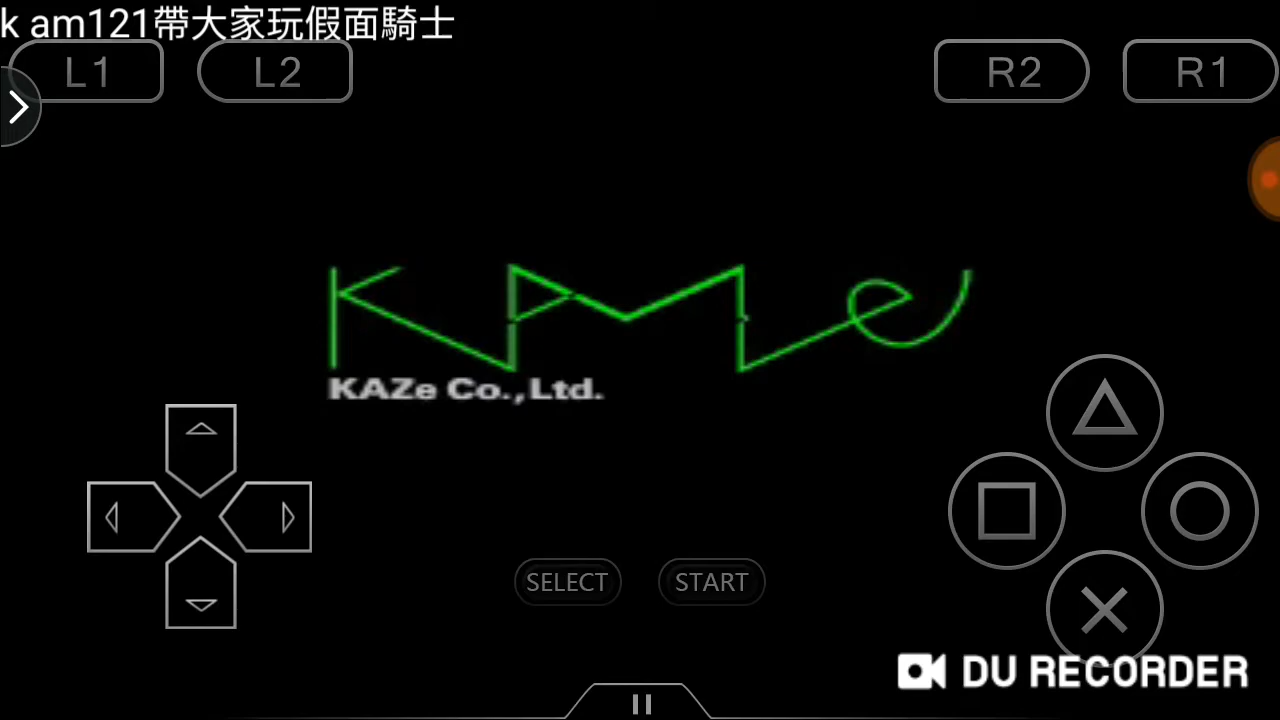 k am121帶大家玩假面騎士
L1 L2 R2 R1
KAZe
KAZe Co.,Ltd.
SELECT START
DU RECORDER